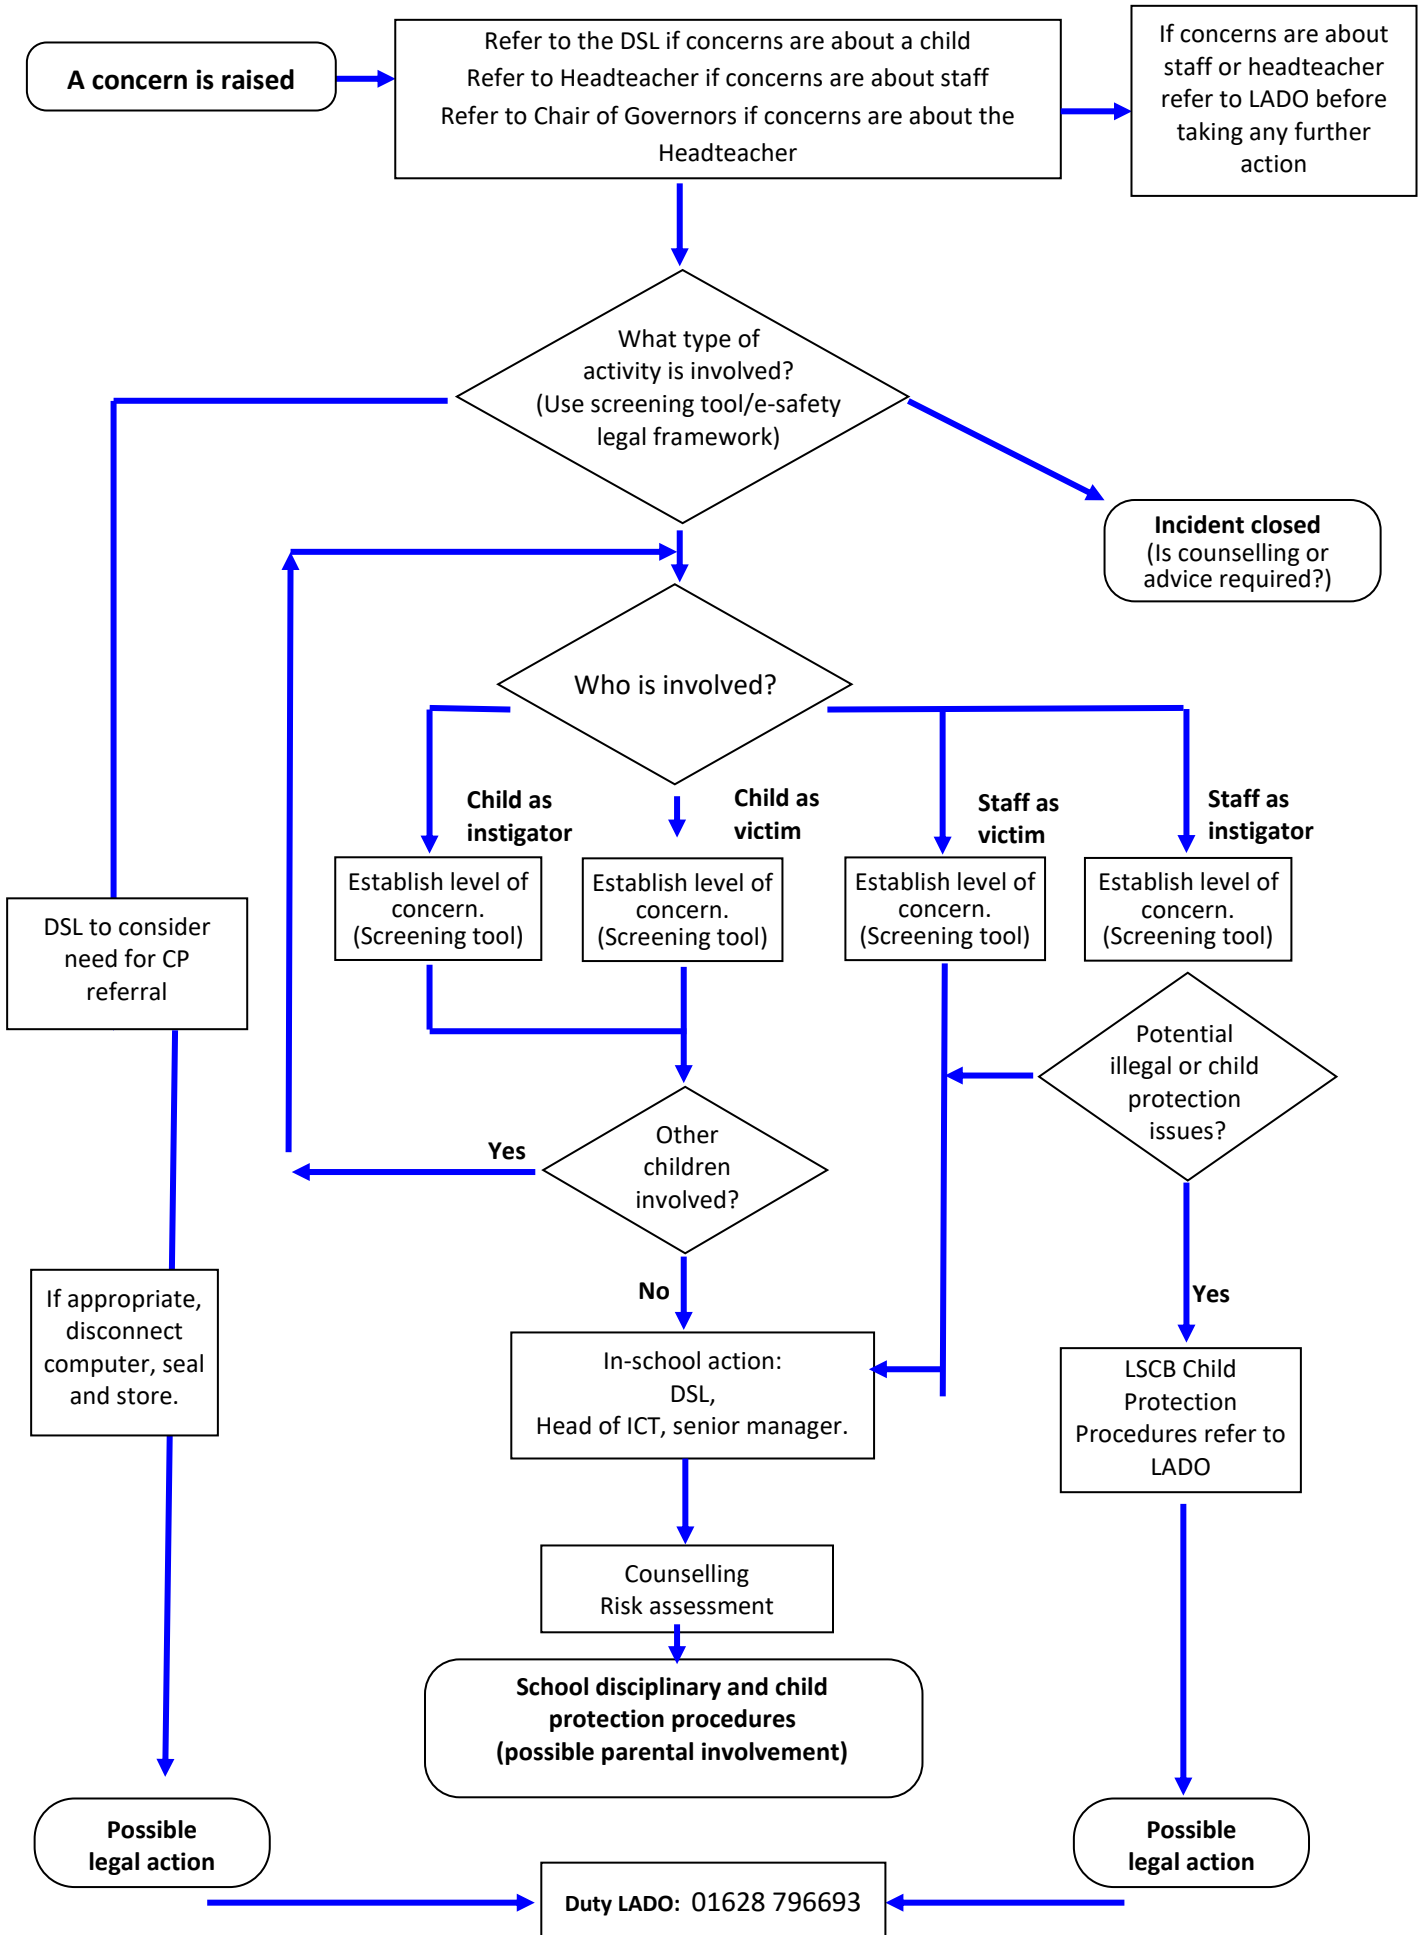 A concern is raised
Refer to the DSL if concerns are about a child
Refer to Headteacher if concerns are about staff
Refer to Chair of Governors if concerns are about the
Headteacher
If concerns are about
staff or headteacher
refer to LADO before
taking any further
action
What type of
activity is involved?
(Use screening tool/e-safety
legal framework)
Incident closed
(Is counselling or
advice required?)
Who is involved?
Child as
instigator
Child as
victim
Staff as
victim
Staff as
instigator
Establish level of
concern.
(Screening tool)
Establish level of
concern.
(Screening tool)
Establish level of
concern.
(Screening tool)
Establish level of
concern.
(Screening tool)
DSL to consider
need for CP
referral
Potential
illegal or child
protection
issues?
Other
children
involved?
Yes
No
Yes
If appropriate,
disconnect
computer, seal
and store.
In-school action:
DSL,
Head of ICT, senior manager.
LSCB Child
Protection
Procedures refer to
LADO
Counselling
Risk assessment
School disciplinary and child
protection procedures
(possible parental involvement)
Possible
legal action
Possible
legal action
Duty LADO: 01628 796693